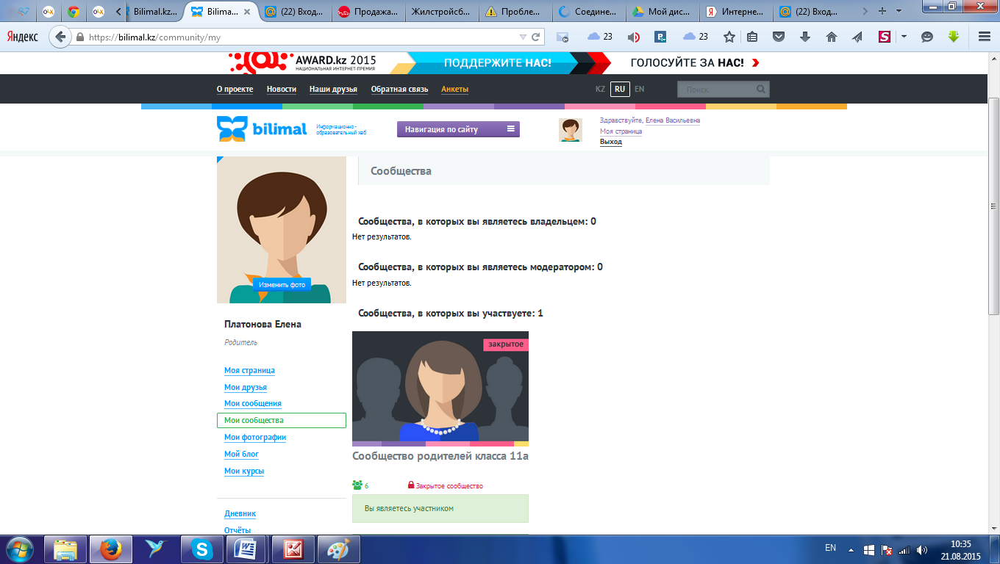 Bilimal.kz...
Bilima...
(22) Вход...
Продажа...
Жилстройсб...
Пробле...
Соедине...
Мой дис...
Интерне...
(22) Вход...
Яндекс
https://bilimal.kz/community/my
23
23
AWARD.kz 2015
НАЦИОНАЛЬНАЯ ИНТЕРНЕТ-ПРЕМИЯ
ПОДДЕРЖИТЕ НАС!
ГОЛОСУЙТЕ ЗА НАС!
О проекте
Новости
Наши друзья
Обратная связь
Анкеты
KZ
RU
EN
Поиск
bilimal
Информационно-
образовательный хаб
Навигация по сайту
Здравствуйте, Елена Васильевна
Моя страница
Выход
Изменить фото
Платонова Елена
Родитель
Моя страница
Мои друзья
Мои сообщения
Мои сообщества
Мои фотографии
Мой блог
Мои курсы
Дневник
Отчёты
Сообщества
Сообщества, в которых вы являетесь владельцем: 0
Нет результатов.
Сообщества, в которых вы являетесь модератором: 0
Нет результатов.
Сообщества, в которых вы участвуете: 1
закрытое
Сообщество родителей класса 11а
6
Закрытое сообщество
Вы являетесь участником
EN
10:35
21.08.2015